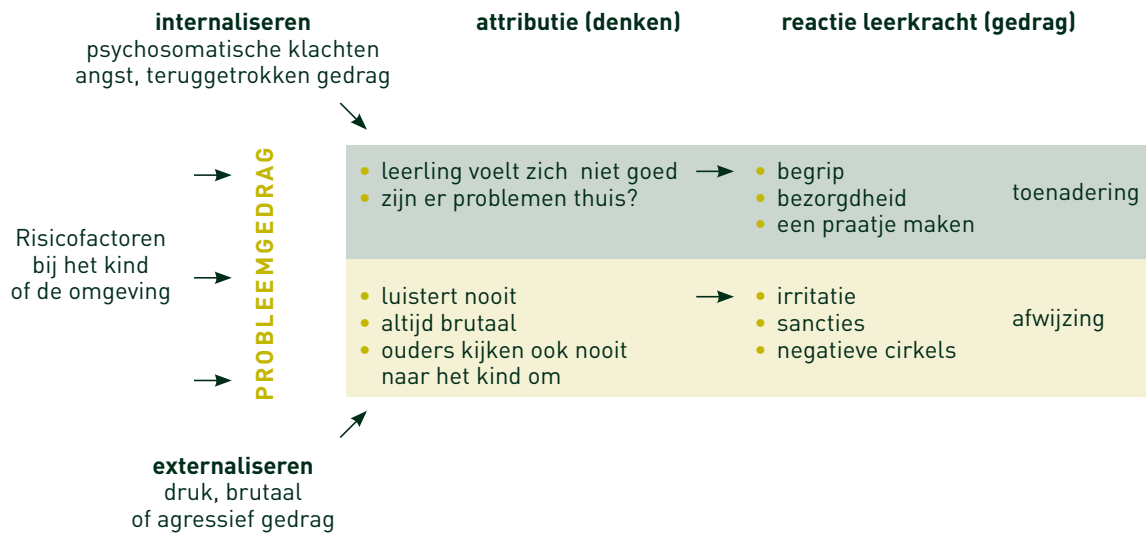 internaliseren
psychosomatische klachten
angst, teruggetrokken gedrag
attributie (denken)
reactie leerkracht (gedrag)
Risicofactoren
bij het kind
of de omgeving
PROBLEEMGEDRAG
• leerling voelt zich niet goed
• zijn er problemen thuis?
• begrip
• bezorgdheid
• een praatje maken
toenadering
• luistert nooit
• altijd brutaal
• ouders kijken ook nooit
naar het kind om
• irritatie
• sancties
• negatieve cirkels
afwijzing
externaliseren
druk, brutaal
of agressief gedrag